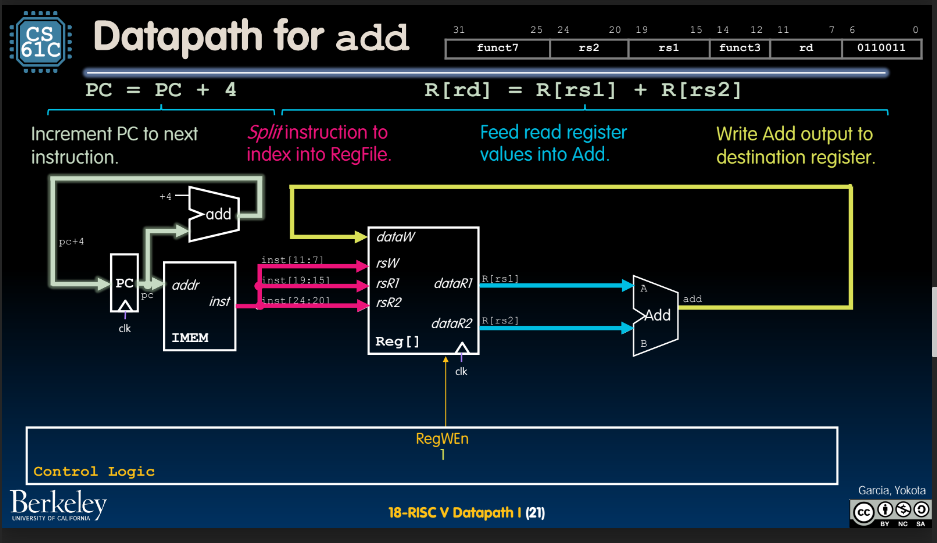 CS
61C
Datapath for add
31 25 24 20 19 15 14 12 11 7 6 0
funct7 rs2 rs1 funct3 rd 0110011
PC = PC + 4
R[rd] = R[rs1] + R[rs2]
Increment PC to next
instruction.
Split instruction to
index into RegFile.
Feed read register
values into Add.
Write Add output to
destination register.
+4
add
pc+4
PC
pc
clk
addr
inst
IMEM
inst[11:7]
inst[19:15]
inst[24:20]
dataW
rsW
rsR1
rsR2
dataR1
dataR2
Reg[]
clk
R[rs1]
R[rs2]
A
Add
B
add
RegWEn
1
Control Logic
Berkeley
UNIVERSITY OF CALIFORNIA
18-RISC V Datapath I (21)
Garcia, Yokota
cc
BY NC SA